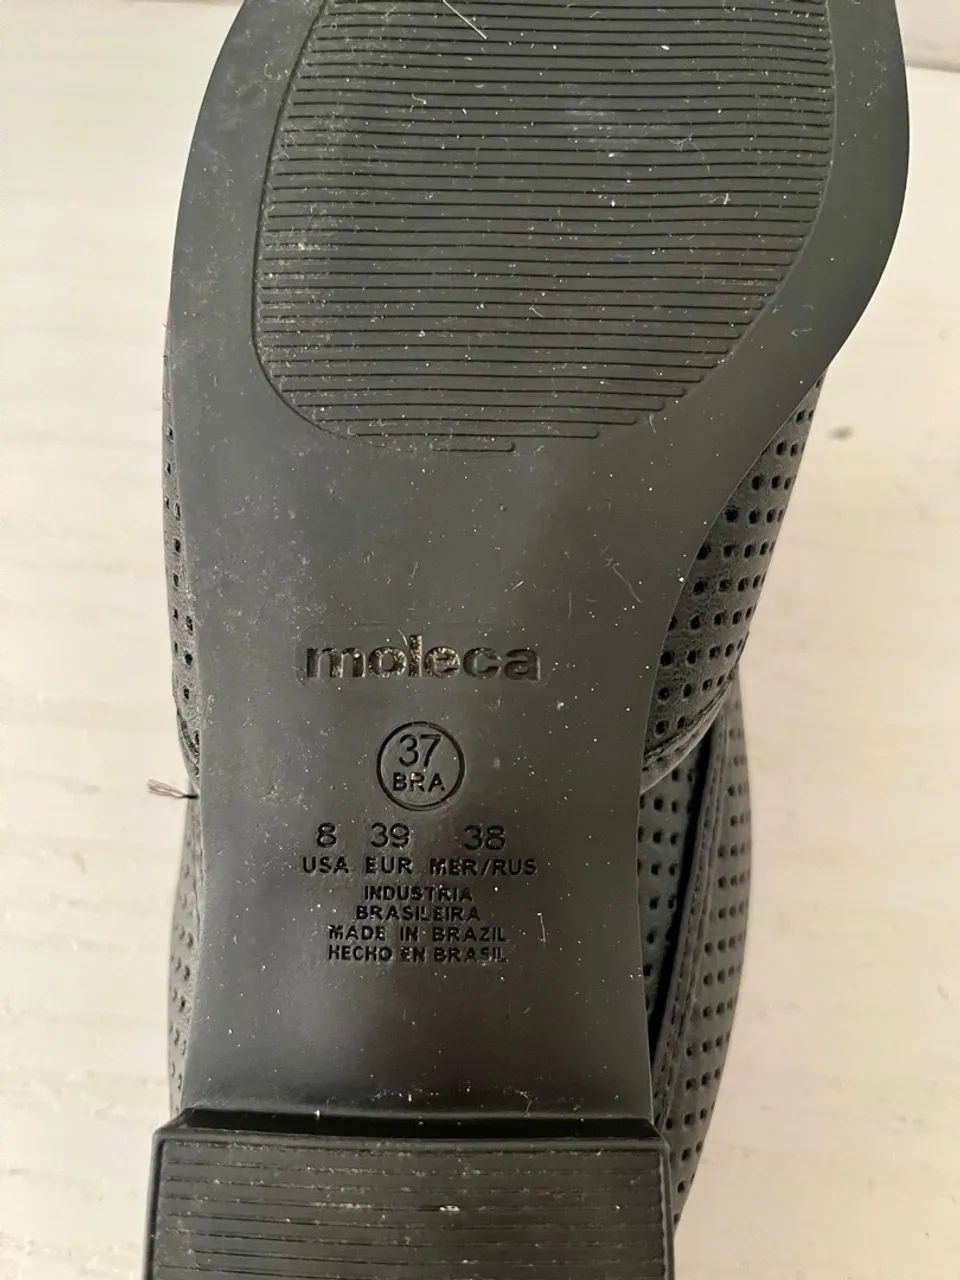 moleca
37
BRA
8 39 38
USA EUR MER/RUS
INDUSTRIA
BRASILEIRA
MADE IN BRAZIL
HECHO EN BRASIL